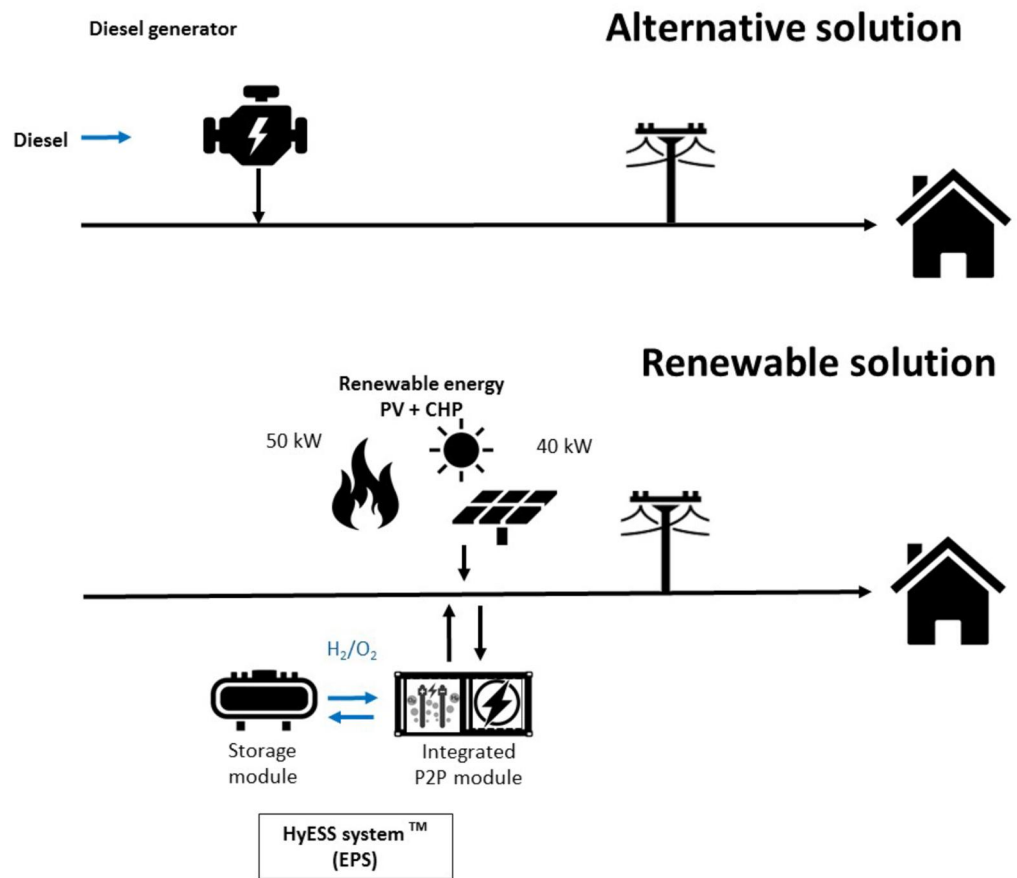 Diesel generator
Alternative solution
Diesel
Renewable solution
Renewable energy
PV + CHP
50 kW
40 kW
H₂/O₂
Storage
module
Integrated
P2P module
HyESS system ™
(EPS)